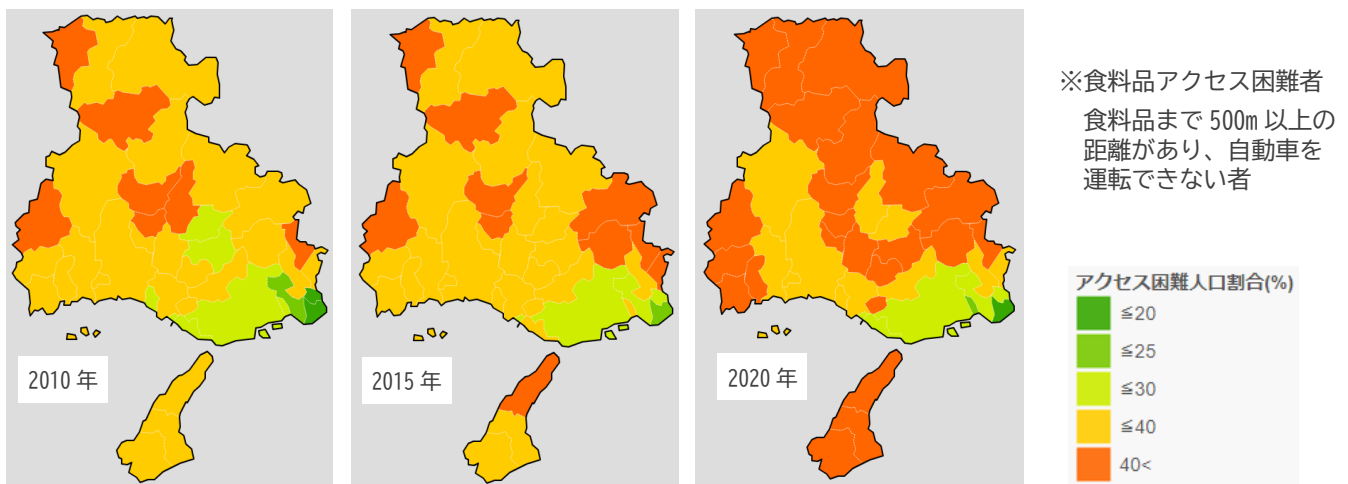 2010 年
2015 年
2020 年
※食料品アクセス困難者
食料品まで 500m 以上の
距離があり、自動車を
運転できない者
アクセス困難人口割合(%)
≦20
≦25
≦30
≦40
40<